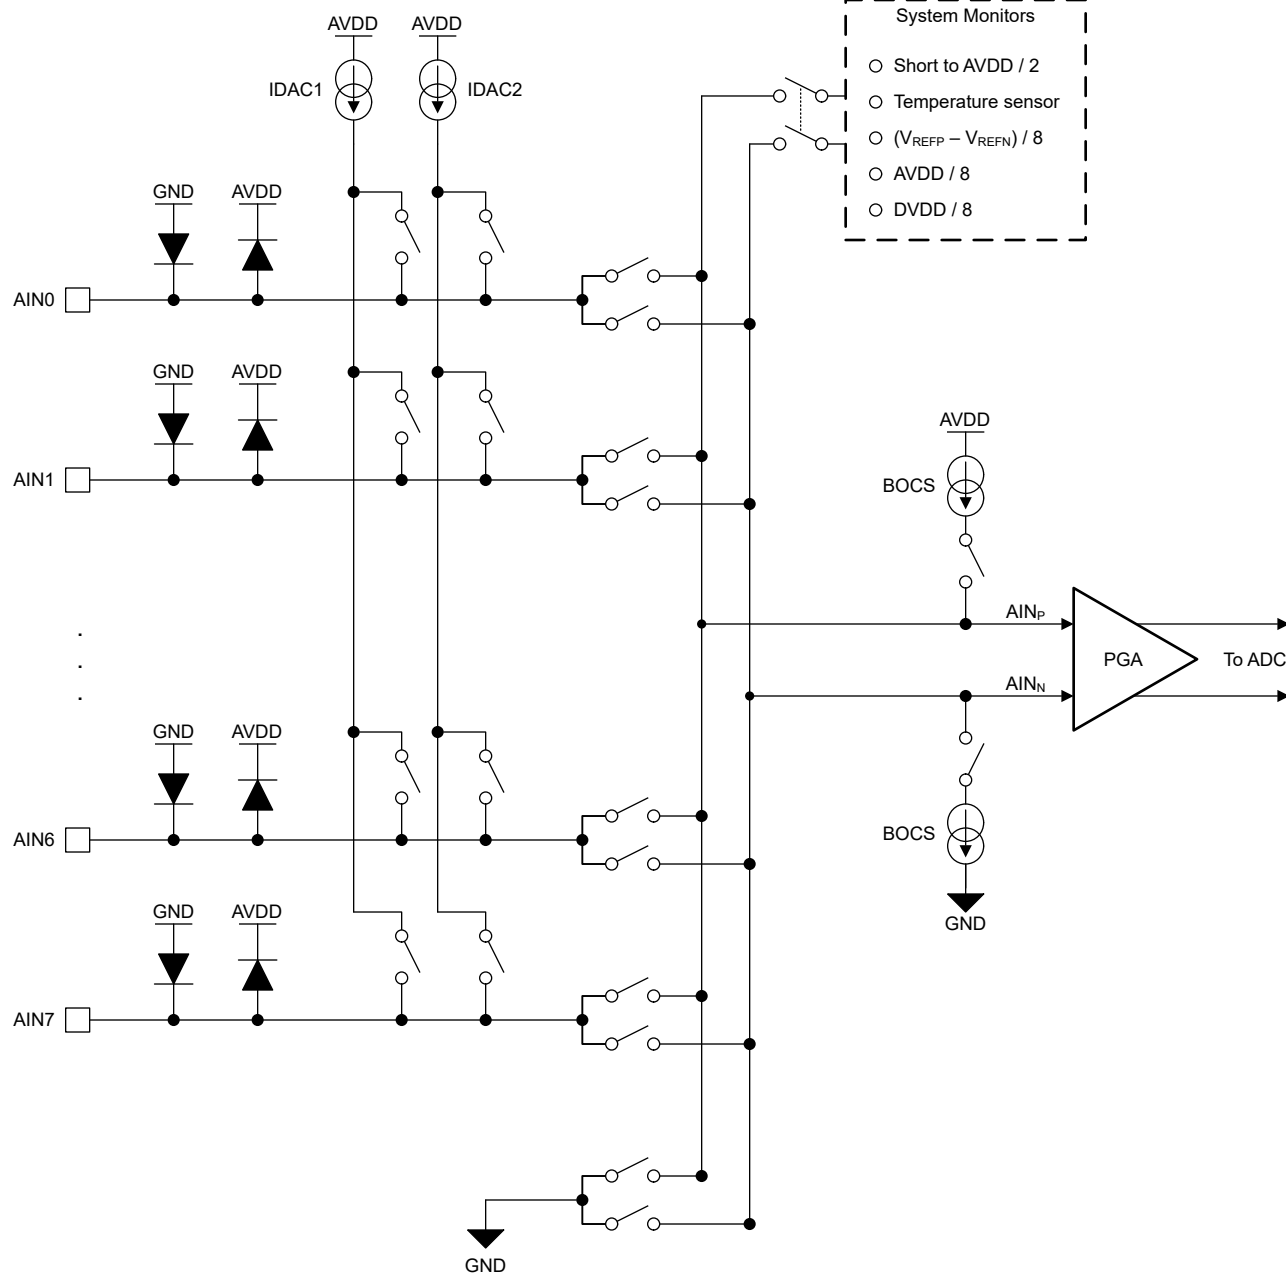 System Monitors
AVDD
AVDD
Short to AVDD / 2
IDAC1
IDAC2
Temperature sensor
(VREFP – VREFN) / 8
AVDD / 8
GND
AVDD
DVDD / 8
AIN0
GND
AVDD
AVDD
AIN1
BOCS
AINP
PGA
To ADC
.
.
.
AINN
GND
AVDD
AIN6
BOCS
GND
AVDD
GND
AIN7
GND